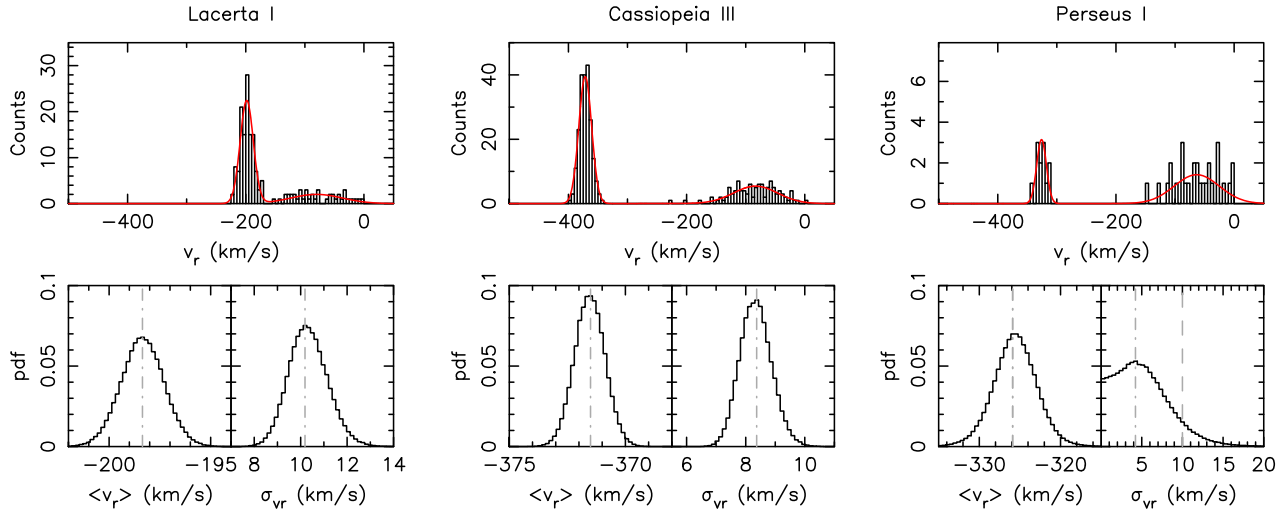 Lacerta I
Cassiopeia III
Perseus I
Counts
0 10 20 30
−400 −200 0
v_r (km/s)
Counts
0 20 40
−400 −200 0
v_r (km/s)
Counts
0 2 4 6
−400 −200 0
v_r (km/s)
pdf
0 0.05 0.1
−200 −195
<v_r> (km/s)
8 10 12 14
σ_vr (km/s)
pdf
0 0.05 0.1
−375 −370
<v_r> (km/s)
6 8 10
σ_vr (km/s)
pdf
0 0.05 0.1
−330 −320
<v_r> (km/s)
5 10 15 20
σ_vr (km/s)